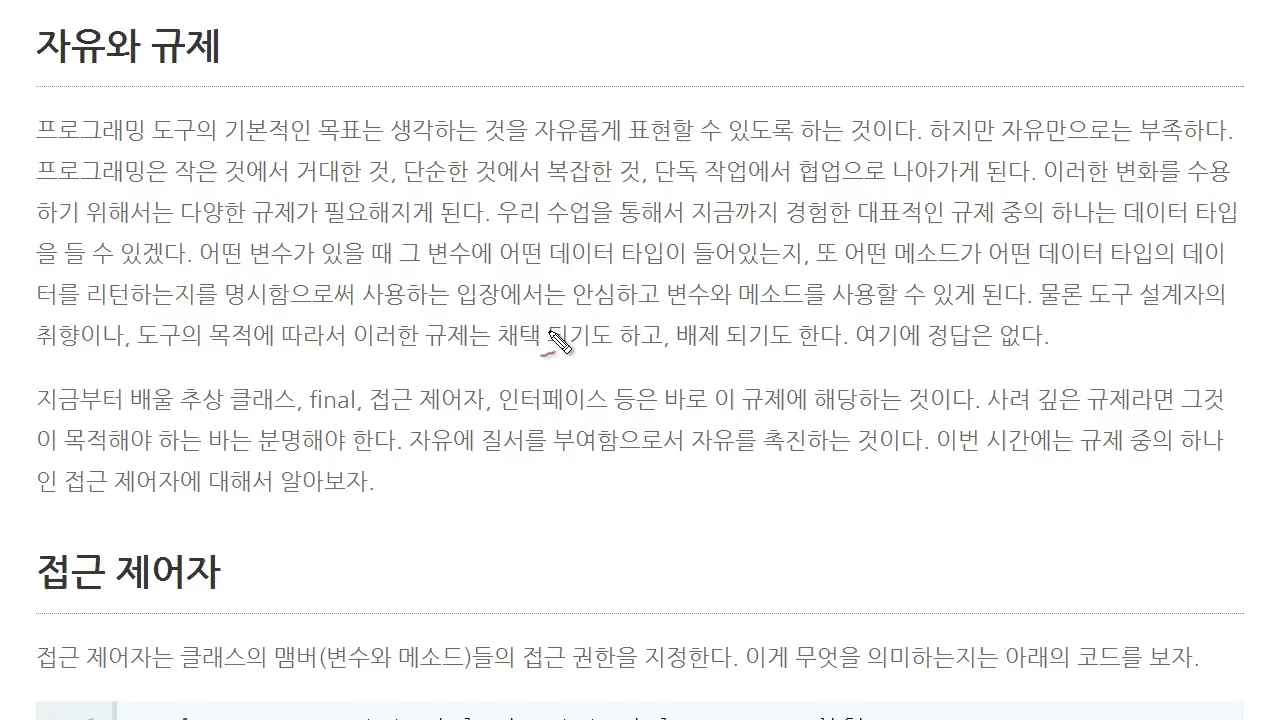 자유와 규제
프로그래밍 도구의 기본적인 목표는 생각하는 것을 자유롭게 표현할 수 있도록 하는 것이다. 하지만 자유만으로는 부족하다.
프로그래밍은 작은 것에서 거대한 것, 단순한 것에서 복잡한 것, 단독 작업에서 협업으로 나아가게 된다. 이러한 변화를 수용
하기 위해서는 다양한 규제가 필요해지게 된다. 우리 수업을 통해서 지금까지 경험한 대표적인 규제 중의 하나는 데이터 타입
을 들 수 있겠다. 어떤 변수가 있을 때 그 변수에 어떤 데이터 타입이 들어있는지, 또 어떤 메소드가 어떤 데이터 타입의 데이
터를 리턴하는지를 명시함으로써 사용하는 입장에서는 안심하고 변수와 메소드를 사용할 수 있게 된다. 물론 도구 설계자의
취향이나, 도구의 목적에 따라서 이러한 규제는 채택 되기도 하고, 배제 되기도 한다. 여기에 정답은 없다.
지금부터 배울 추상 클래스, final, 접근 제어자, 인터페이스 등은 바로 이 규제에 해당하는 것이다. 사려 깊은 규제라면 그것
이 목적해야 하는 바는 분명해야 한다. 자유에 질서를 부여함으로서 자유를 촉진하는 것이다. 이번 시간에는 규제 중의 하나
인 접근 제어자에 대해서 알아보자.
접근 제어자
접근 제어자는 클래스의 맴버(변수와 메소드)들의 접근 권한을 지정한다. 이게 무엇을 의미하는지는 아래의 코드를 보자.